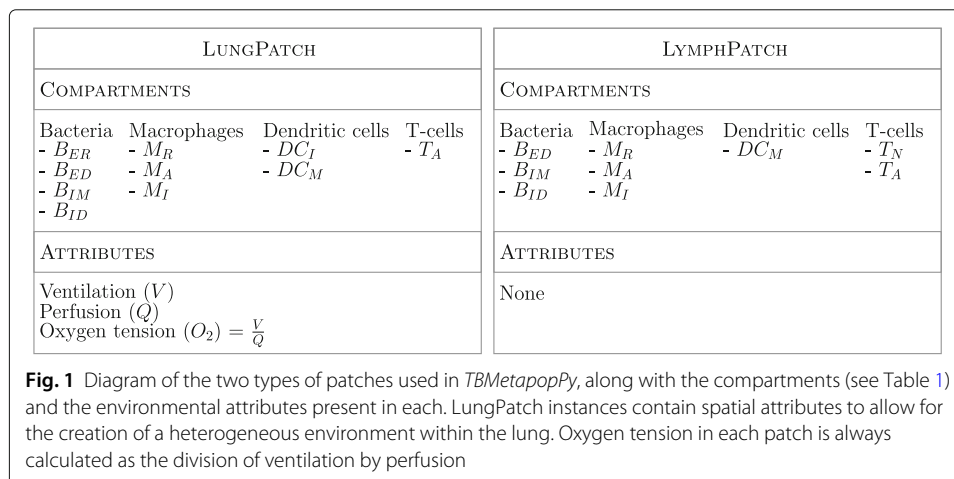 LUNGPATCH
COMPARTMENTS
Bacteria Macrophages Dendritic cells T-cells
- B_ER - M_R - DC_I - T_A
- B_ED - M_A - DC_M
- B_IM - M_I
- B_ID
ATTRIBUTES
Ventilation (V)
Perfusion (Q)
Oxygen tension (O_2) = V/Q
LYMPHPATCH
COMPARTMENTS
Bacteria Macrophages Dendritic cells T-cells
- B_ED - M_R - DC_M - T_N
- B_IM - M_A - T_A
- B_ID - M_I
ATTRIBUTES
None
Fig. 1 Diagram of the two types of patches used in TBMetapopPy, along with the compartments (see Table 1)
and the environmental attributes present in each. LungPatch instances contain spatial attributes to allow for
the creation of a heterogeneous environment within the lung. Oxygen tension in each patch is always
calculated as the division of ventilation by perfusion